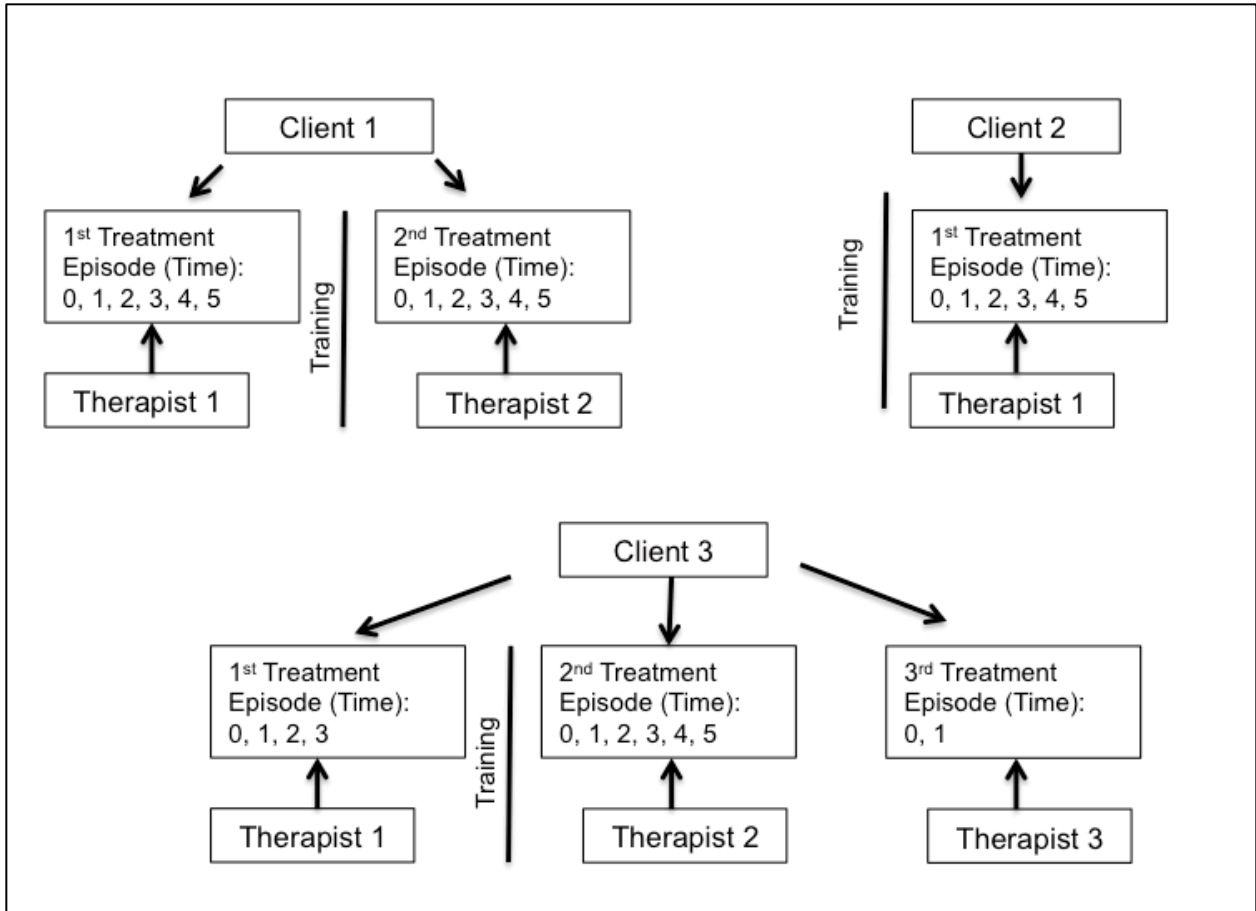 Client 1
1st Treatment
Episode (Time):
0, 1, 2, 3, 4, 5
Training
2nd Treatment
Episode (Time):
0, 1, 2, 3, 4, 5
Therapist 1
Therapist 2
Client 2
Training
1st Treatment
Episode (Time):
0, 1, 2, 3, 4, 5
Therapist 1
Client 3
1st Treatment
Episode (Time):
0, 1, 2, 3
Training
2nd Treatment
Episode (Time):
0, 1, 2, 3, 4, 5
3rd Treatment
Episode (Time):
0, 1
Therapist 1
Therapist 2
Therapist 3